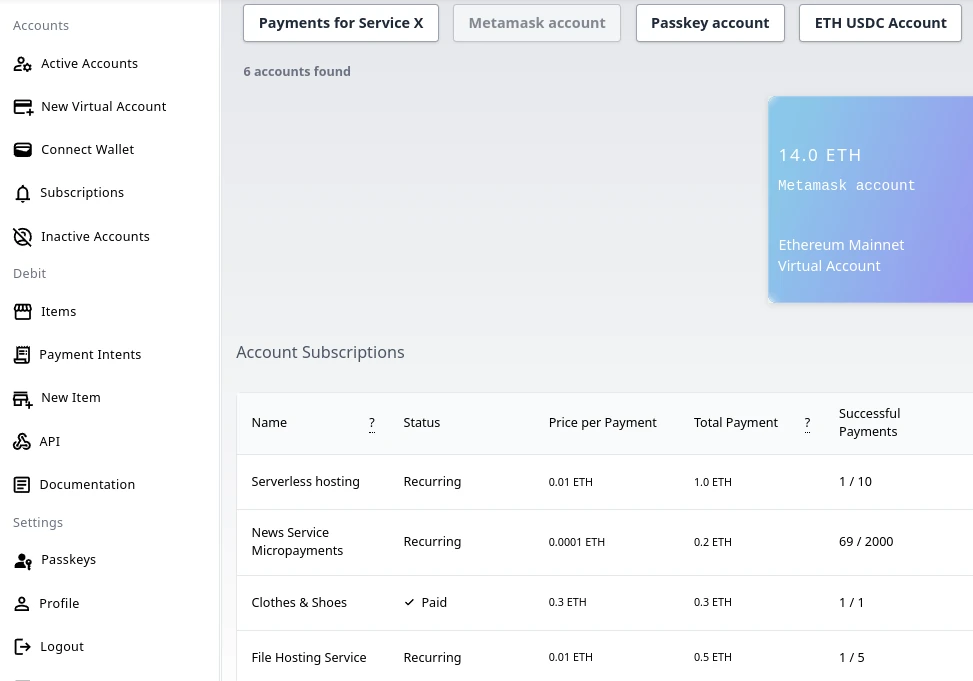 Accounts
Active Accounts
New Virtual Account
Connect Wallet
Subscriptions
Inactive Accounts
Debit
Items
Payment Intents
New Item
API
Documentation
Settings
Passkeys
Profile
Logout
Payments for Service X
Metamask account
Passkey account
ETH USDC Account
6 accounts found
14.0 ETH
Metamask account
Ethereum Mainnet
Virtual Account
Account Subscriptions
Name ? Status Price per Payment Total Payment ? Successful
Payments
Serverless hosting Recurring 0.01 ETH 1.0 ETH 1 / 10
News Service
Micropayments Recurring 0.0001 ETH 0.2 ETH 69 / 2000
Clothes & Shoes ✓ Paid 0.3 ETH 0.3 ETH 1 / 1
File Hosting Service Recurring 0.01 ETH 0.5 ETH 1 / 5